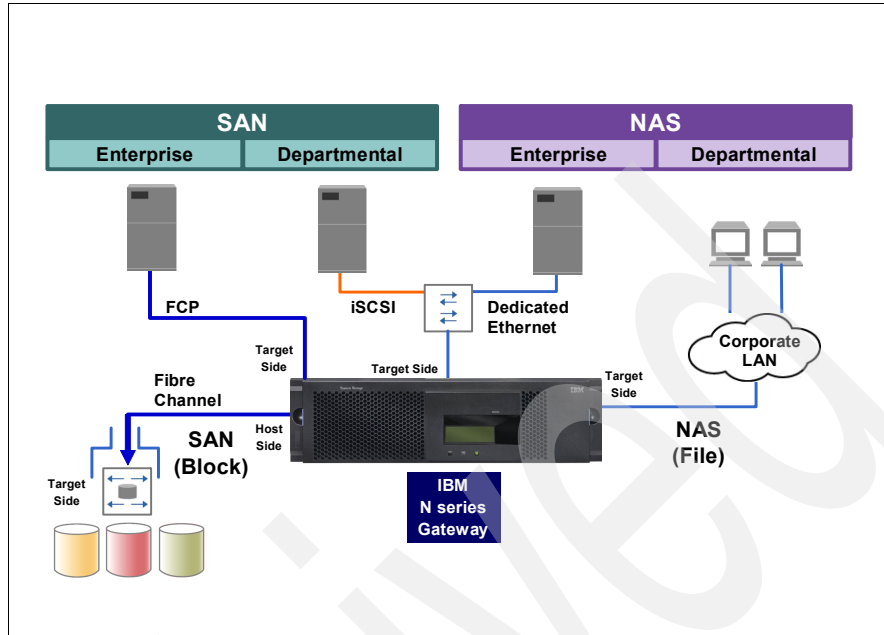 SAN
NAS
Enterprise
Departmental
Enterprise
Departmental
FCP
iSCSI
Dedicated
Ethernet
Corporate
LAN
Target
Side
Target Side
Target
Side
Fibre
Channel
Host
Side
SAN
(Block)
NAS
(File)
Target
Side
IBM
IBM
N series
Gateway
ived